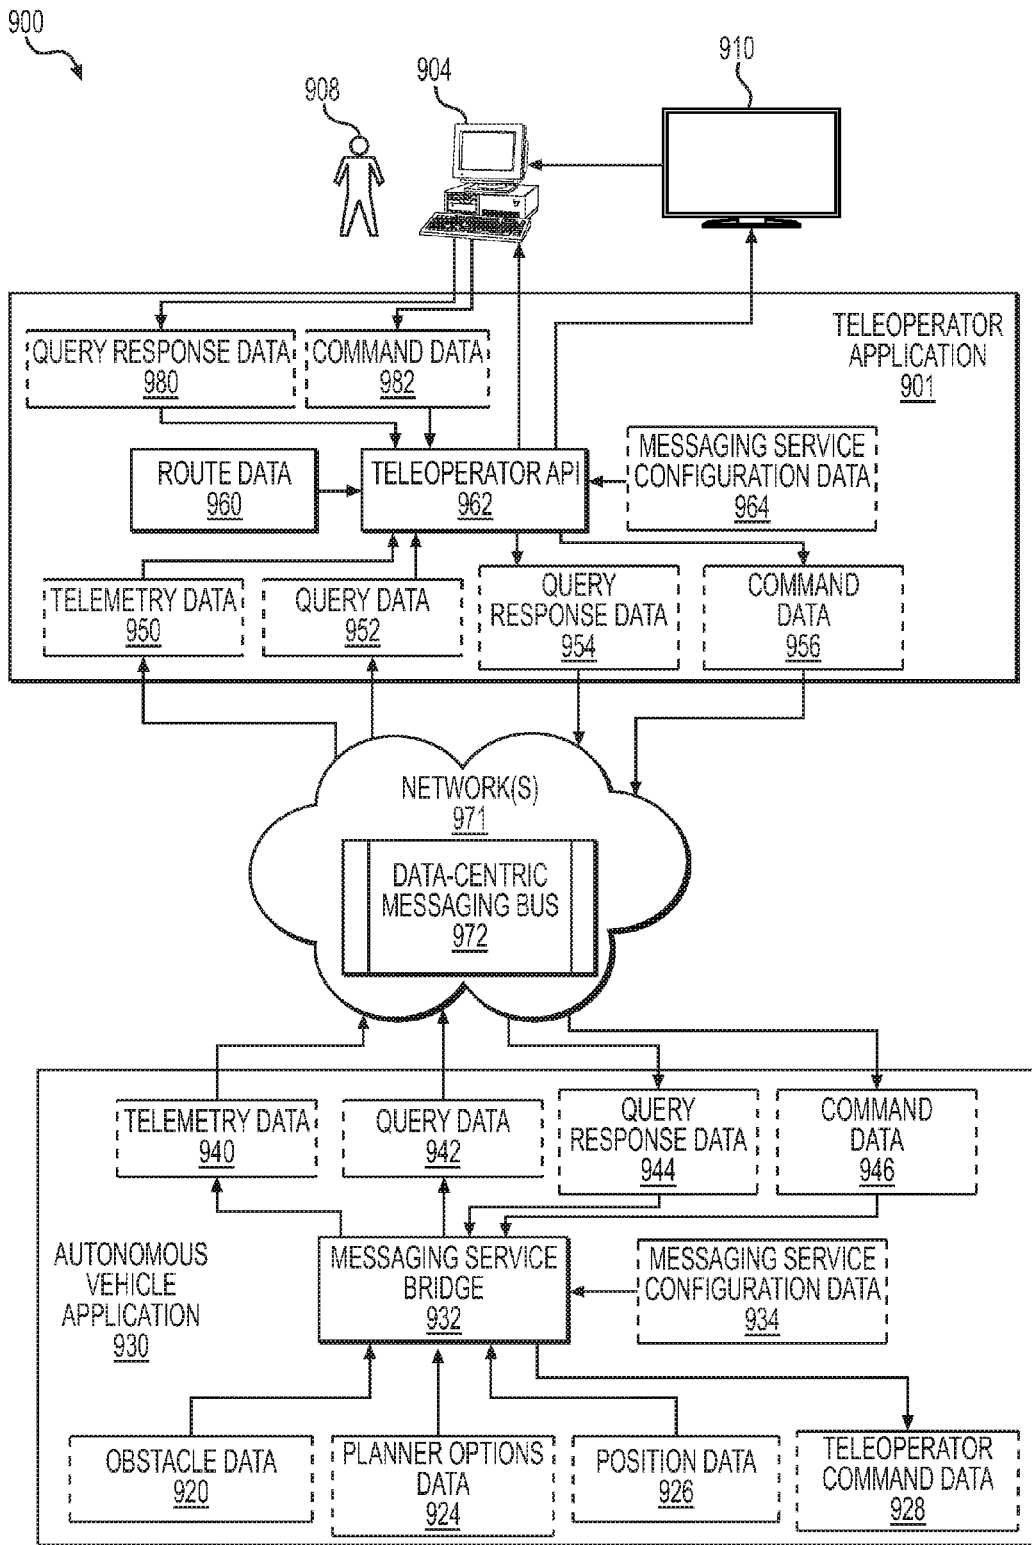 900
908
904
910
TELEOPERATOR
APPLICATION
901
QUERY RESPONSE DATA
980
COMMAND DATA
982
MESSAGING SERVICE
CONFIGURATION DATA
964
ROUTE DATA
960
TELEOPERATOR API
962
TELEMETRY DATA
950
QUERY DATA
952
QUERY
RESPONSE DATA
954
COMMAND
DATA
956
NETWORK(S)
971
DATA-CENTRIC
MESSAGING BUS
972
TELEMETRY DATA
940
QUERY DATA
942
QUERY
RESPONSE DATA
944
COMMAND
DATA
946
AUTONOMOUS
VEHICLE
APPLICATION
930
MESSAGING SERVICE
BRIDGE
932
MESSAGING SERVICE
CONFIGURATION DATA
934
OBSTACLE DATA
920
PLANNER OPTIONS
DATA
924
POSITION DATA
926
TELEOPERATOR
COMMAND DATA
928